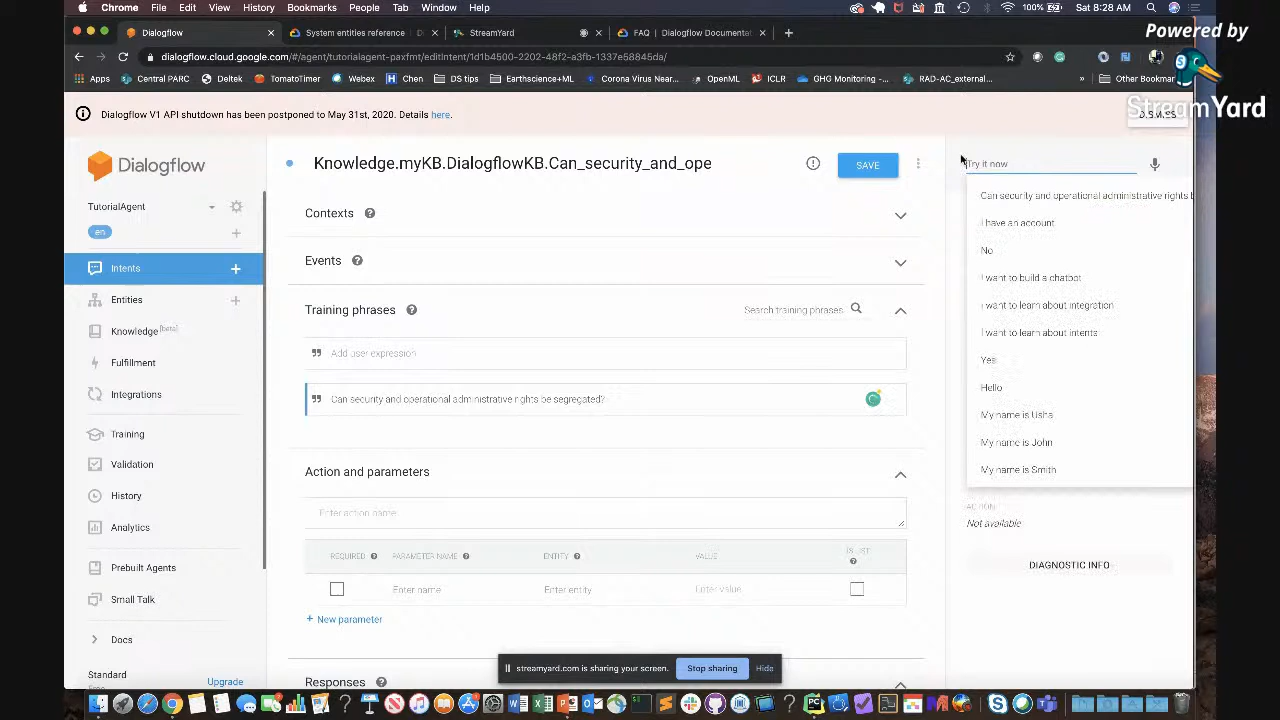 Chrome File Edit View History Bookmarks People Tab Window Help 100% Sat 8:28 AM
Powered by
StreamYard
Dialogflow System entities reference StreamYard FAQ | Dialogflow Documentat
dialogflow.cloud.google.com/#/agent/tutorialagent-paxfmt/editIntent/1d1b4500-2202-48f2-a3fb-1337e58845da/
Apps Central PARC Deltek TomatoTimer Webex Chen DS tips Earthscience+ML Corona Virus Near... OpenML ICLR GHG Monitoring -... RAD-AC_external... » Other Bookmar
Dialogflow V1 API shutdown has been postponed to May 31st, 2020. Details here.
DISMISS
Dialogflow
Knowledge.myKB.DialogflowKB.Can_security_and_ope
SAVE
Try it now
TutorialAgent
en
Intents
Entities
Knowledge [beta]
Fulfillment
Integrations
Training
Validation
History
Analytics
Prebuilt Agents
Small Talk
Docs
Standard
Free
Upgrade
Contexts
Events
Training phrases
Search training phrases
Add user expression
Can security and operational administrative rights be segregated?
Action and parameters
Enter action name
REQUIRED PARAMETER NAME ENTITY VALUE IS LIST
Enter name Enter entity Enter value
+ New parameter
Responses
Can security and operational administrative rights b
I have an account
No
I want to build a chatbot
I want to learn about integration
I want to learn about intents
Yes
Hello
My name is Usha
My name is John
My name is Smith
ACTION
Not available
DIAGNOSTIC INFO
streamyard.com is sharing your screen. Stop sharing Hide